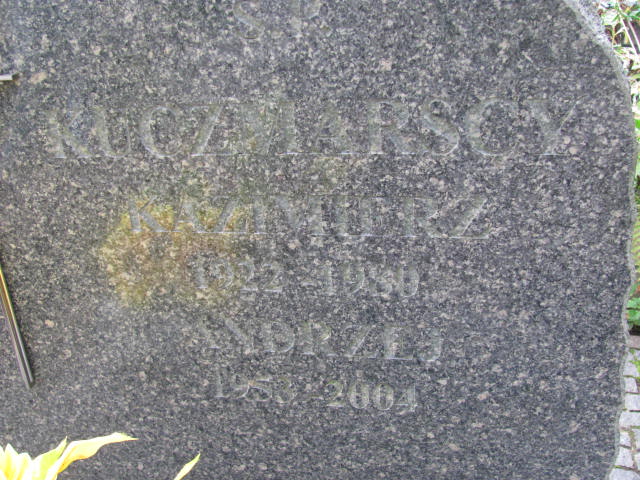 Ś.P.
KUCZMARSCY
KAZIMIERZ
1922 - 1980
ANDRZEJ
1953 - 2004